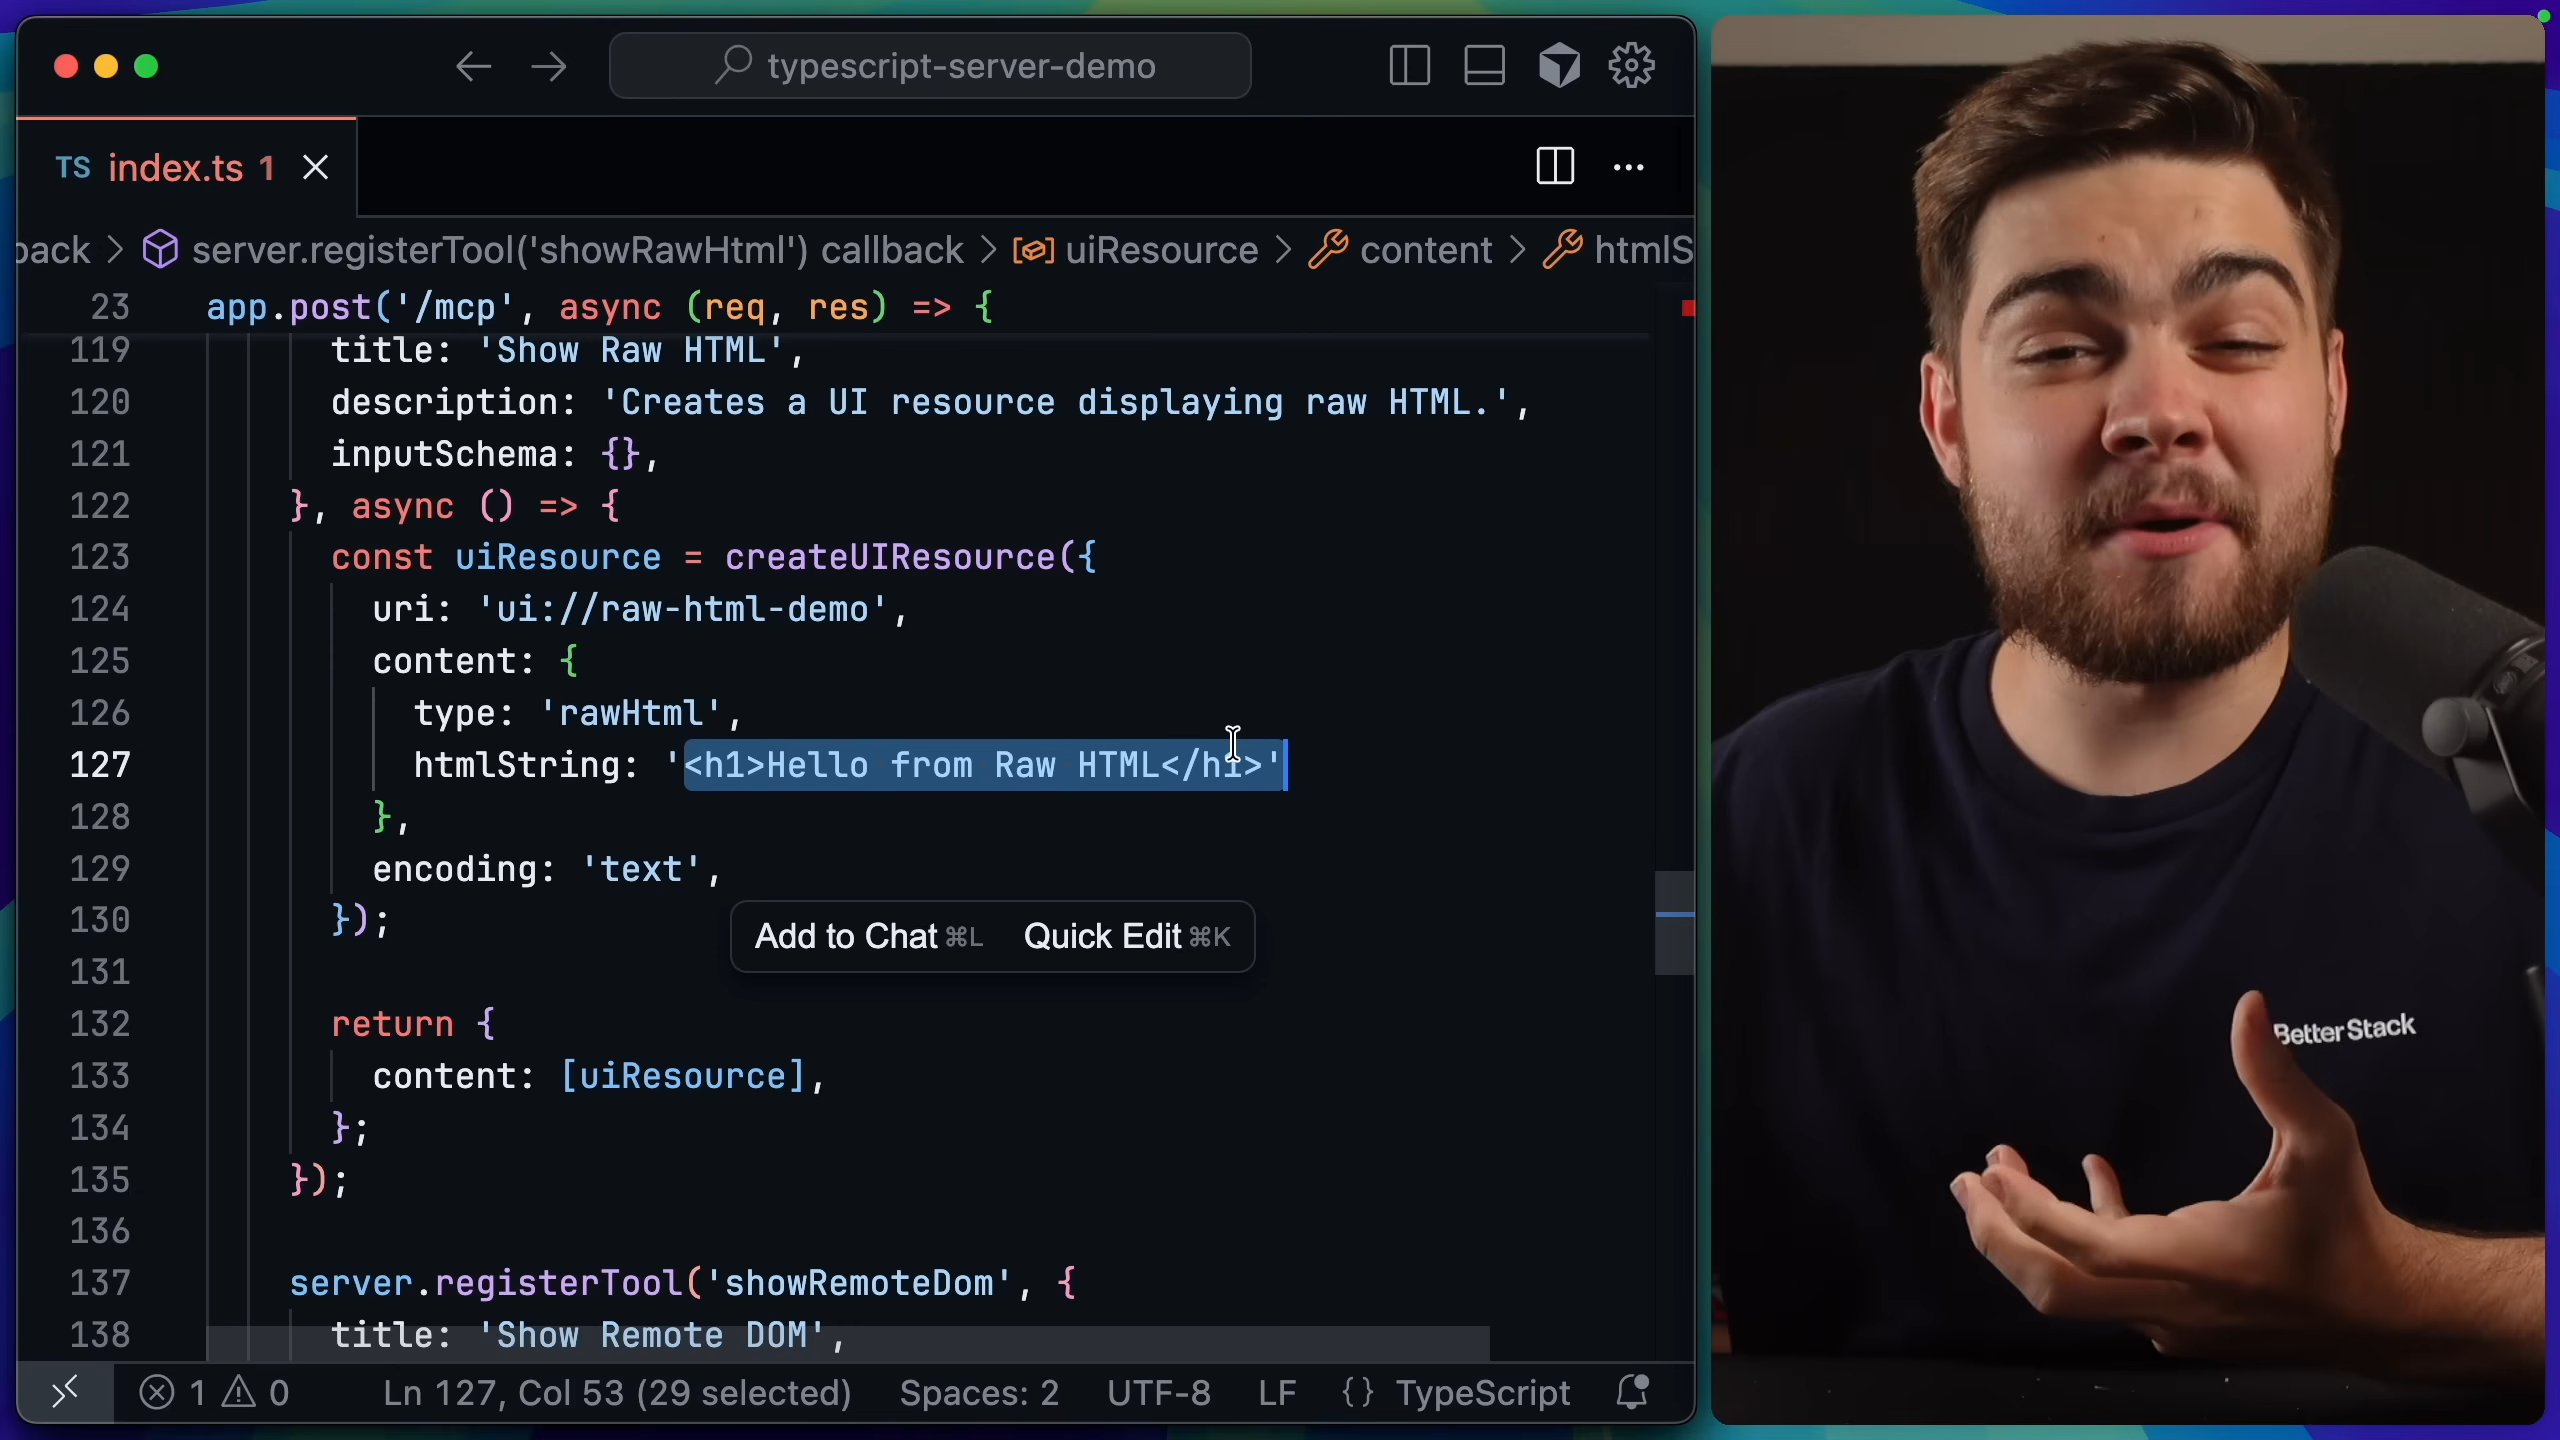 typescript-server-demo
TS index.ts 1
back > server.registerTool('showRawHtml') callback > uiResource > content > htmlS
23 app.post('/mcp', async (req, res) => {
119 title: 'Show Raw HTML',
120 description: 'Creates a UI resource displaying raw HTML.',
121 inputSchema: {},
122 }, async () => {
123 const uiResource = createUIResource({
124 uri: 'ui://raw-html-demo',
125 content: {
126 type: 'rawHtml',
127 htmlString: '<h1>Hello from Raw HTML</h1>'
128 },
129 encoding: 'text',
130 });
Add to Chat ⌘L Quick Edit ⌘K
131
132 return {
133 content: [uiResource],
134 };
135 });
136
137 server.registerTool('showRemoteDom', {
138 title: 'Show Remote DOM',
1 0 Ln 127, Col 53 (29 selected) Spaces: 2 UTF-8 LF {} TypeScript
Better Stack